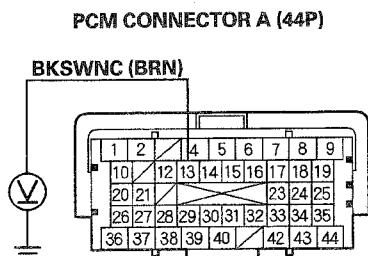 PCM CONNECTOR A (44P)
BKSWNC (BRN)
1 2 4 5 6 7 8 9
10 12 13 14 15 16 17 18 19
V
20 21 23 24 25
26 27 28 29 30 31 32 33 34 35
36 37 38 39 40 42 43 44